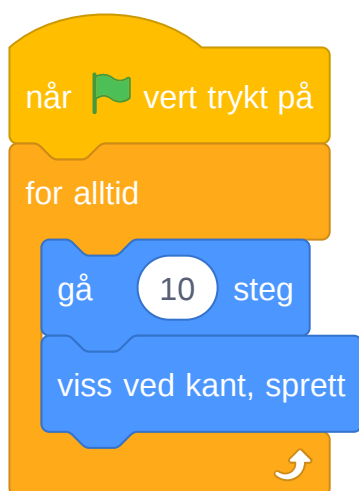 når vert trykt på
for alltid
gå 10 steg
viss ved kant, sprett